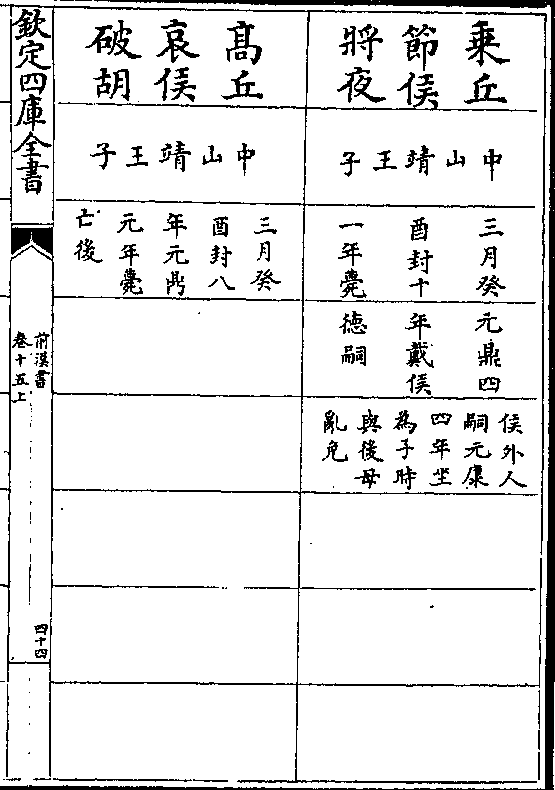 乗丘
節侯
將夜
中山靖王子
三月癸
酉封十
一年薨
元鼎四
年戴侯
德嗣
侯外人
嗣元康
四年坐
為子時
與後母
亂免
髙丘
哀侯
破胡
中山靖王子
三月癸
酉封八
年元鼎
元年薨
亡後
欽定四庫全書
前漢書
卷十五上
四十四